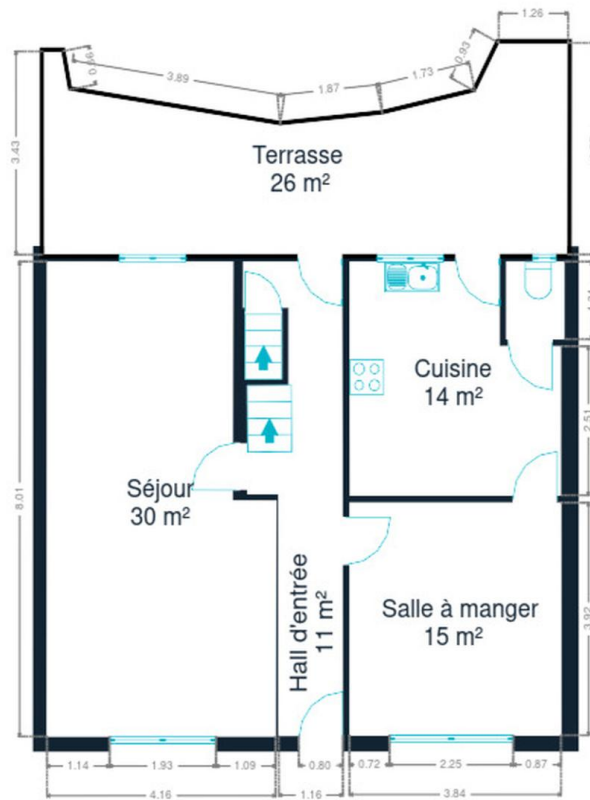 1.26
0.93
3.89
1.87
1.73
3.43
Terrasse
26 m²
Cuisine
14 m²
2.51
8.01
Séjour
30 m²
Hall d'entrée
11 m²
Salle à manger
15 m²
3.92
1.14
1.93
1.09
0.80
0.72
2.25
0.87
4.16
1.16
3.84